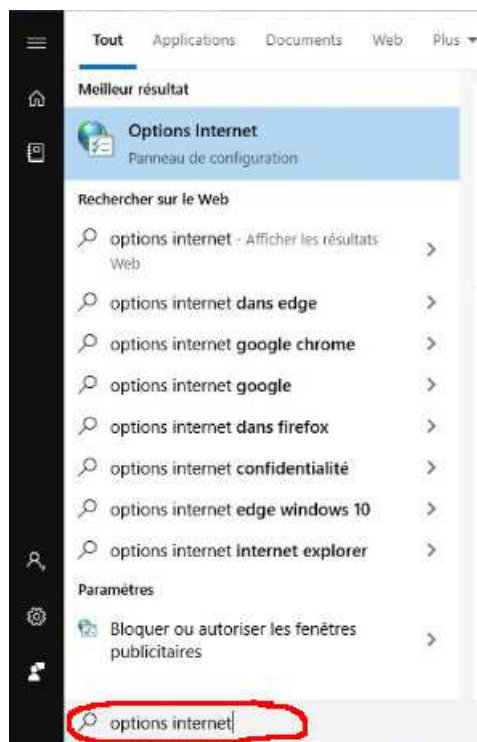 Tout Applications Documents Web Plus
Meilleur résultat
Options Internet
Panneau de configuration
Rechercher sur le Web
options internet - Afficher les résultats
Web
options internet dans edge
options internet google chrome
options internet google
options internet dans firefox
options internet confidentialité
options internet edge windows 10
options internet internet explorer
Paramètres
Bloquer ou autoriser les fenêtres
publicitaires
options internet